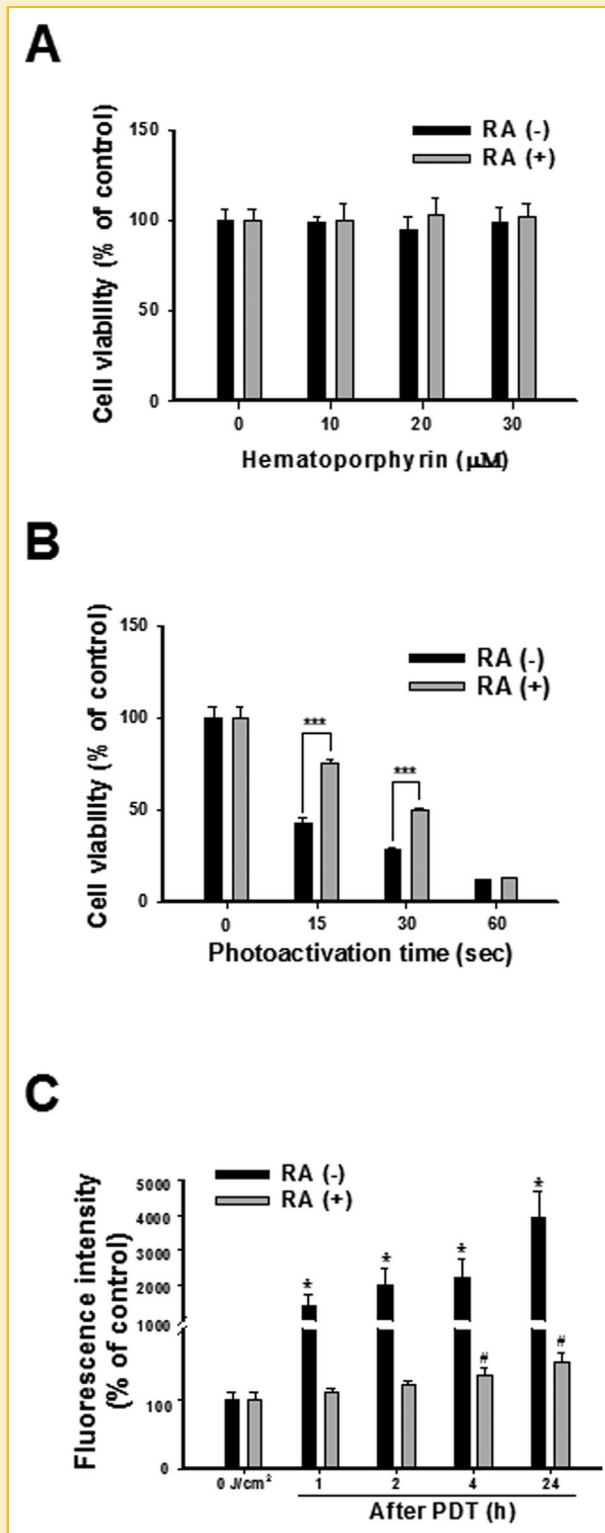 A
Cell viability (% of control)
150
100
50
0
RA (-)
RA (+)
0 10 20 30
Hematoporphyrin (µM)
B
Cell viability (% of control)
150
100
50
0
RA (-)
RA (+)
***
***
0 15 30 60
Photoactivation time (sec)
C
Fluorescence intensity
(% of control)
5000
4000
3000
2000
1000
100
0
RA (-)
RA (+)
* * * *
# #
0 J/cm² 1 2 4 24
After PDT (h)